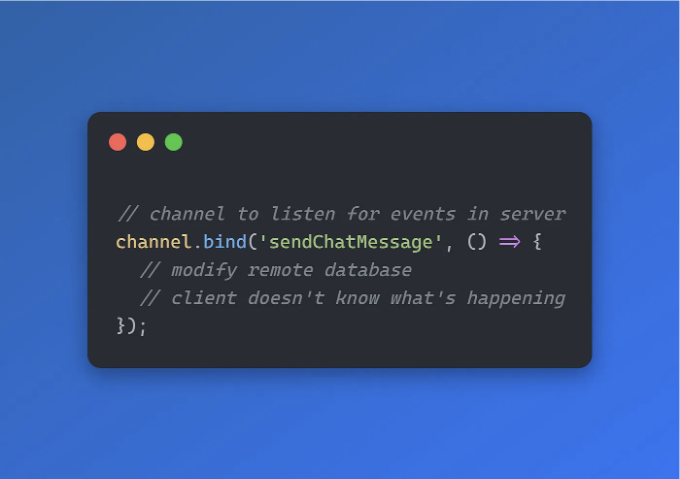 // channel to listen for events in server
channel.bind('sendChatMessage', () => {
// modify remote database
// client doesn't know what's happening
});